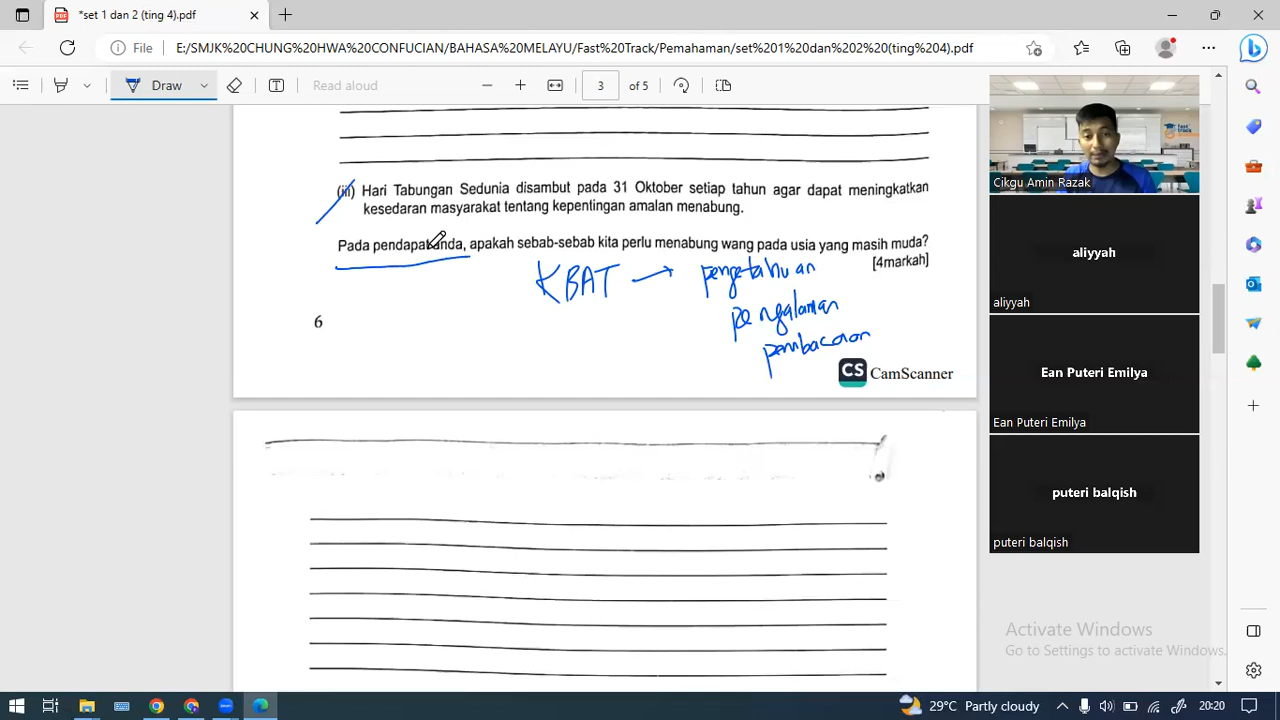 *set 1 dan 2 (ting 4).pdf
File
E:/SMJK%20CHUNG%20HWA%20CONFUCIAN/BAHASA%20MELAYU/Fast%20Track/Pemahaman/set%201%20dan%202%20(ting%204).pdf
Draw
Read aloud
3
of 5
(iii) Hari Tabungan Sedunia disambut pada 31 Oktober setiap tahun agar dapat meningkatkan
kesedaran masyarakat tentang kepentingan amalan menabung.
Pada pendapat anda, apakah sebab-sebab kita perlu menabung wang pada usia yang masih muda?
[4markah]
KBAT → pengetahuan
pengalaman
pembacaan
6
CS CamScanner
Cikgu Amin Razak
aliyyah
aliyyah
Ean Puteri Emilya
Ean Puteri Emilya
puteri balqish
puteri balqish
Activate Windows
Go to Settings to activate Windows.
29°C Partly cloudy
20:20